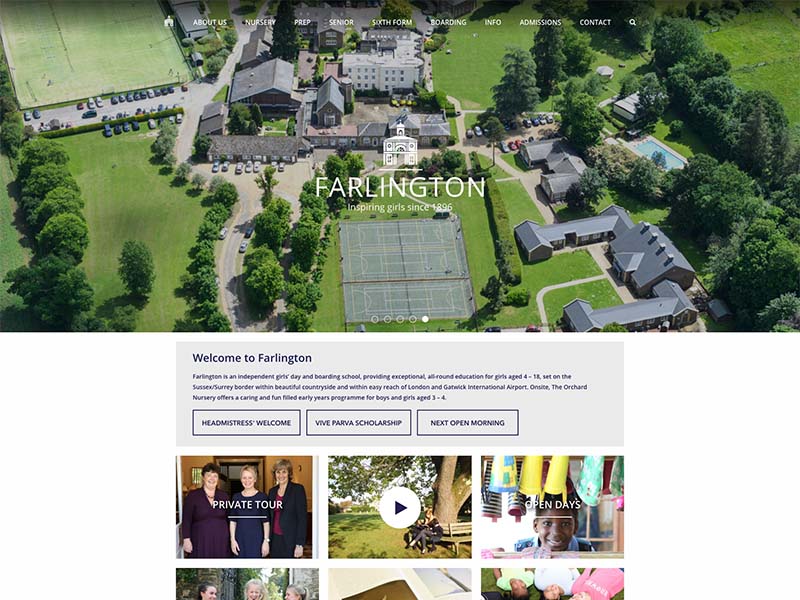 ABOUT US NURSERY PREP SENIOR SIXTH FORM BOARDING INFO ADMISSIONS CONTACT
FARLINGTON
Inspiring girls since 1896
Welcome to Farlington
Farlington is an independent girls' day and boarding school, providing exceptional, all-round education for girls aged 4 – 18, set on the
Sussex/Surrey border within beautiful countryside and within easy reach of London and Gatwick International Airport. Onsite, The Orchard
Nursery offers a caring and fun filled early years programme for boys and girls aged 3 – 4.
HEADMISTRESS' WELCOME VIVE PARVA SCHOLARSHIP NEXT OPEN MORNING
PRIVATE TOUR OPEN DAYS